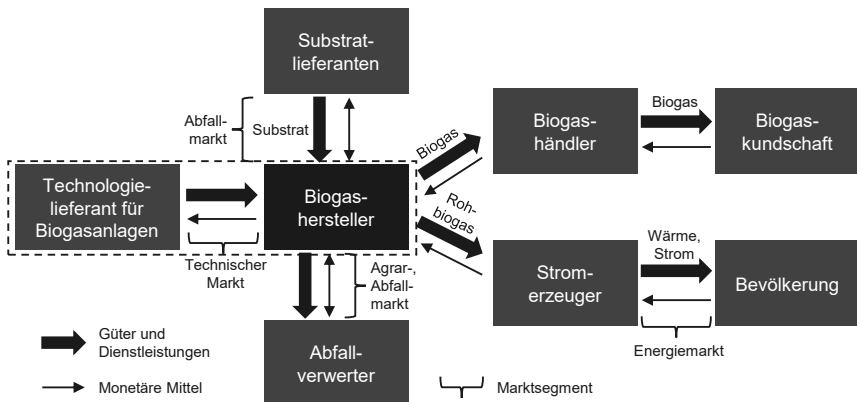 Substrat-
lieferanten
Abfall-
markt
Substrat
Biogas
Biogas-
händler
Biogas
Biogas-
kundschaft
Technologie-
lieferant für
Biogasanlagen
Biogas-
hersteller
Roh-
biogas
Technischer
Markt
Agrar-,
Abfall-
markt
Strom-
erzeuger
Wärme,
Strom
Bevölkerung
Energiemarkt
Abfall-
verwerter
Güter und
Dienstleistungen
Monetäre Mittel
Marktsegment